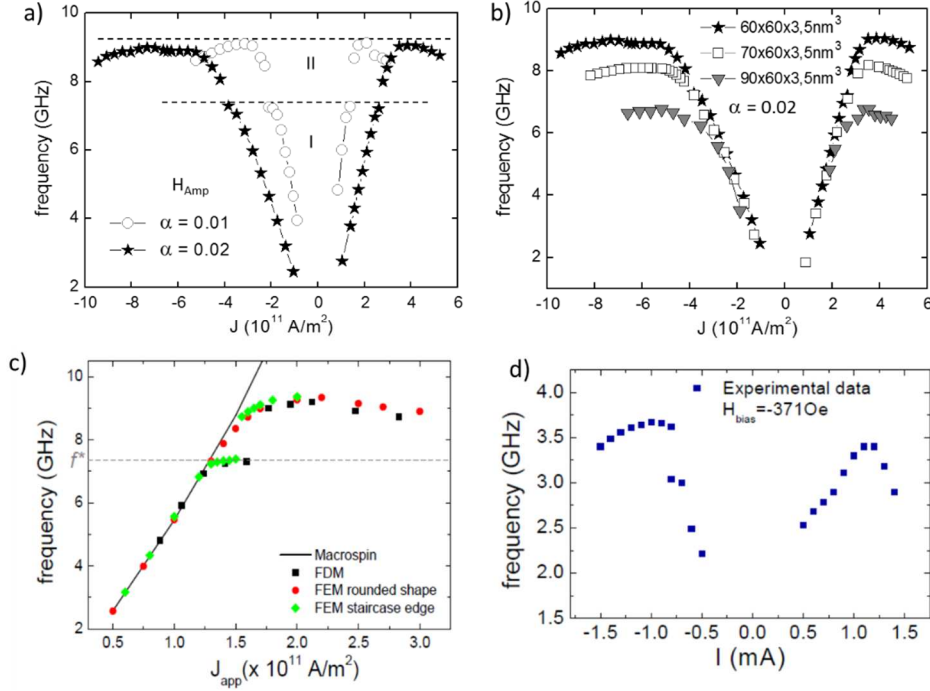 a)
10
8
6
4
2
frequency (GHz)
II
I
H_Amp
α = 0.01
α = 0.02
-10 -8 -6 -4 -2 0 2 4 6
J (10^11 A/m^2)
b)
8
6
4
2
frequency (GHz)
60x60x3,5nm^3
70x60x3,5nm^3
90x60x3,5nm^3
α = 0.02
-10 -8 -6 -4 -2 0 2 4 6
J (10^11 A/m^2)
c)
10
8
f*
6
4
2
frequency (GHz)
Macrospin
FDM
FEM rounded shape
FEM staircase edge
0.5 1.0 1.5 2.0 2.5 3.0
J_app(x 10^11 A/m^2)
d)
4.0
3.5
3.0
2.5
2.0
1.5
frequency (GHz)
Experimental data
H_bias=-371Oe
-1.5 -1.0 -0.5 0.0 0.5 1.0 1.5
I (mA)